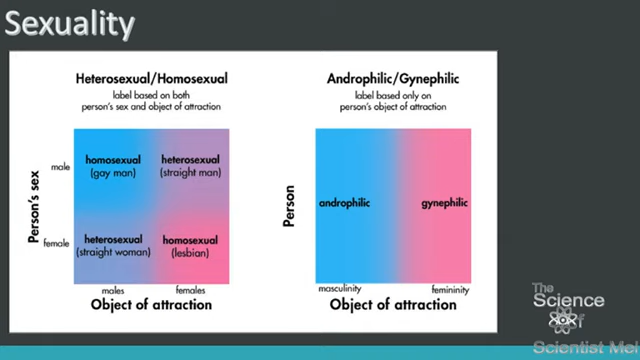 Sexuality
Heterosexual/Homosexual
label based on both
person's sex and object of attraction
Person's sex
male
female
homosexual
(gay man)
heterosexual
(straight man)
heterosexual
(straight woman)
homosexual
(lesbian)
males
females
Object of attraction
Androphilic/Gynephilic
label based only on
person's object of attraction
Person
androphilic
gynephilic
masculinity
femininity
Object of attraction
The
Science
of
Scientist Mel